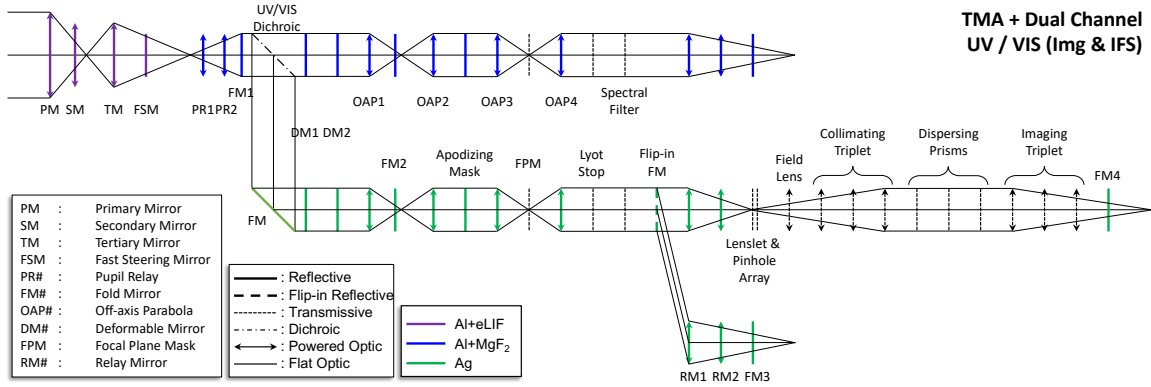 TMA + Dual Channel
UV / VIS (Img & IFS)
UV/VIS
Dichroic
PM
SM
TM
FSM
PR1
PR2
FM1
DM1
DM2
OAP1
OAP2
OAP3
OAP4
Spectral
Filter
FM
FM2
Apodizing
Mask
FPM
Lyot
Stop
Flip-in
FM
Field
Lens
Collimating
Triplet
Dispersing
Prisms
Imaging
Triplet
FM4
Lenslet &
Pinhole
Array
RM1
RM2
FM3
PM : Primary Mirror
SM : Secondary Mirror
TM : Tertiary Mirror
FSM : Fast Steering Mirror
PR# : Pupil Relay
FM# : Fold Mirror
OAP# : Off-axis Parabola
DM# : Deformable Mirror
FPM : Focal Plane Mask
RM# : Relay Mirror
: Reflective
: Flip-in Reflective
: Transmissive
: Dichroic
: Powered Optic
: Flat Optic
Al+eLIF
Al+MgF₂
Ag